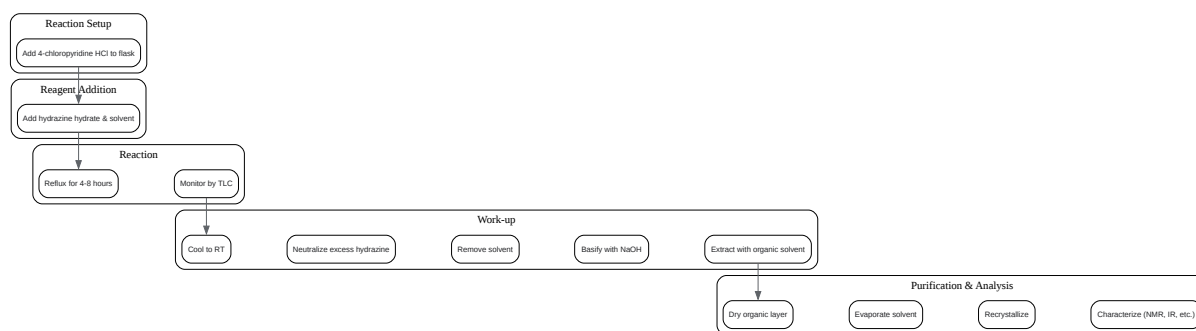 Reaction Setup
Add 4-chloropyridine HCl to flask
Reagent Addition
Add hydrazine hydrate & solvent
Reaction
Reflux for 4-8 hours
Monitor by TLC
Work-up
Cool to RT
Neutralize excess hydrazine
Remove solvent
Basify with NaOH
Extract with organic solvent
Purification & Analysis
Dry organic layer
Evaporate solvent
Recrystallize
Characterize (NMR, IR, etc.)